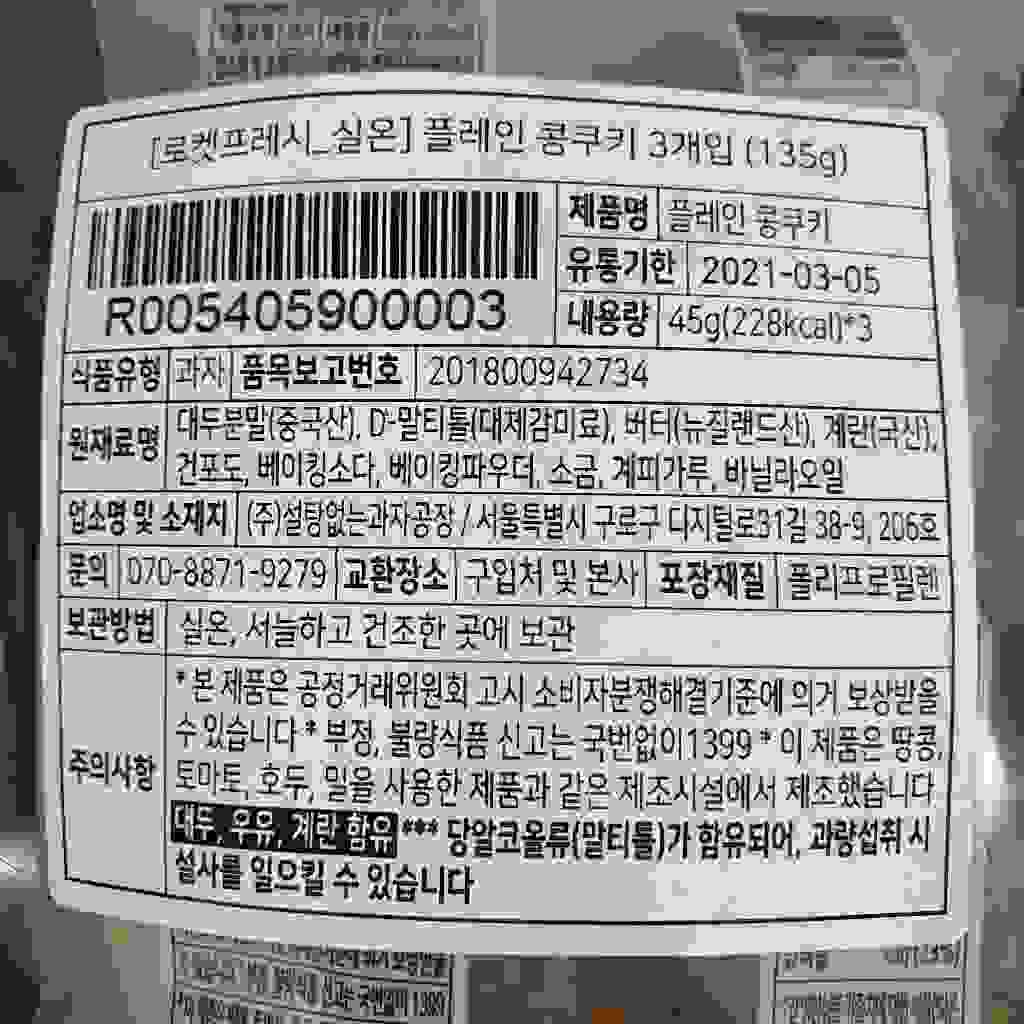 [로켓프레시_실온] 플레인 콩쿠키 3개입 (135g)
R005405900003
제품명 플레인 콩쿠키
유통기한 2021-03-05
내용량 45g(228kcal)*3
식품유형 과자 품목보고번호 201800942734
원재료명 대두분말(중국산), D-말티톨(대체감미료), 버터(뉴질랜드산), 계란(국산),
건포도, 베이킹소다, 베이킹파우더, 소금, 계피가루, 바닐라오일
업소명 및 소재지 (주)설탕없는과자공장 / 서울특별시 구로구 디지털로31길 38-9, 206호
문의 070-8871-9279 교환장소 구입처 및 본사 포장재질 폴리프로필렌
보관방법 실온, 서늘하고 건조한 곳에 보관
주의사항 * 본 제품은 공정거래위원회 고시 소비자분쟁해결기준에 의거 보상받을
수 있습니다 * 부정, 불량식품 신고는 국번없이1399 * 이 제품은 땅콩,
토마토, 호두, 밀을 사용한 제품과 같은 제조시설에서 제조했습니다
대두, 우유, 계란 함유 *** 당알코올류(말티톨)가 함유되어, 과량섭취 시
설사를 일으킬 수 있습니다
신고는 국번없이 1399